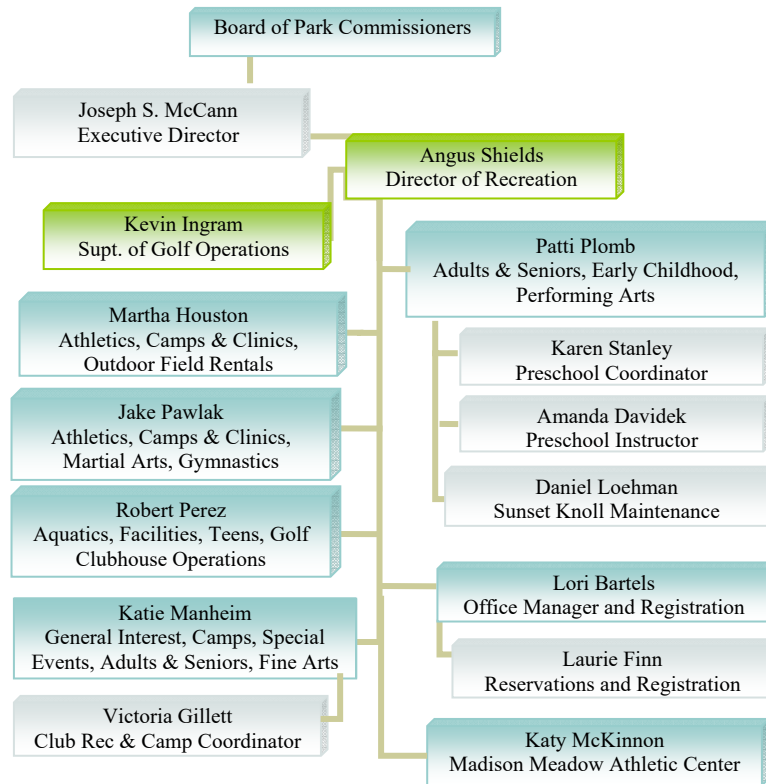 Board of Park Commissioners
Joseph S. McCann
Executive Director
Angus Shields
Director of Recreation
Kevin Ingram
Supt. of Golf Operations
Patti Plomb
Adults & Seniors, Early Childhood,
Performing Arts
Martha Houston
Athletics, Camps & Clinics,
Outdoor Field Rentals
Karen Stanley
Preschool Coordinator
Jake Pawlak
Athletics, Camps & Clinics,
Martial Arts, Gymnastics
Amanda Davidek
Preschool Instructor
Daniel Loehman
Sunset Knoll Maintenance
Robert Perez
Aquatics, Facilities, Teens, Golf
Clubhouse Operations
Lori Bartels
Office Manager and Registration
Katie Manheim
General Interest, Camps, Special
Events, Adults & Seniors, Fine Arts
Laurie Finn
Reservations and Registration
Victoria Gillett
Club Rec & Camp Coordinator
Katy McKinnon
Madison Meadow Athletic Center